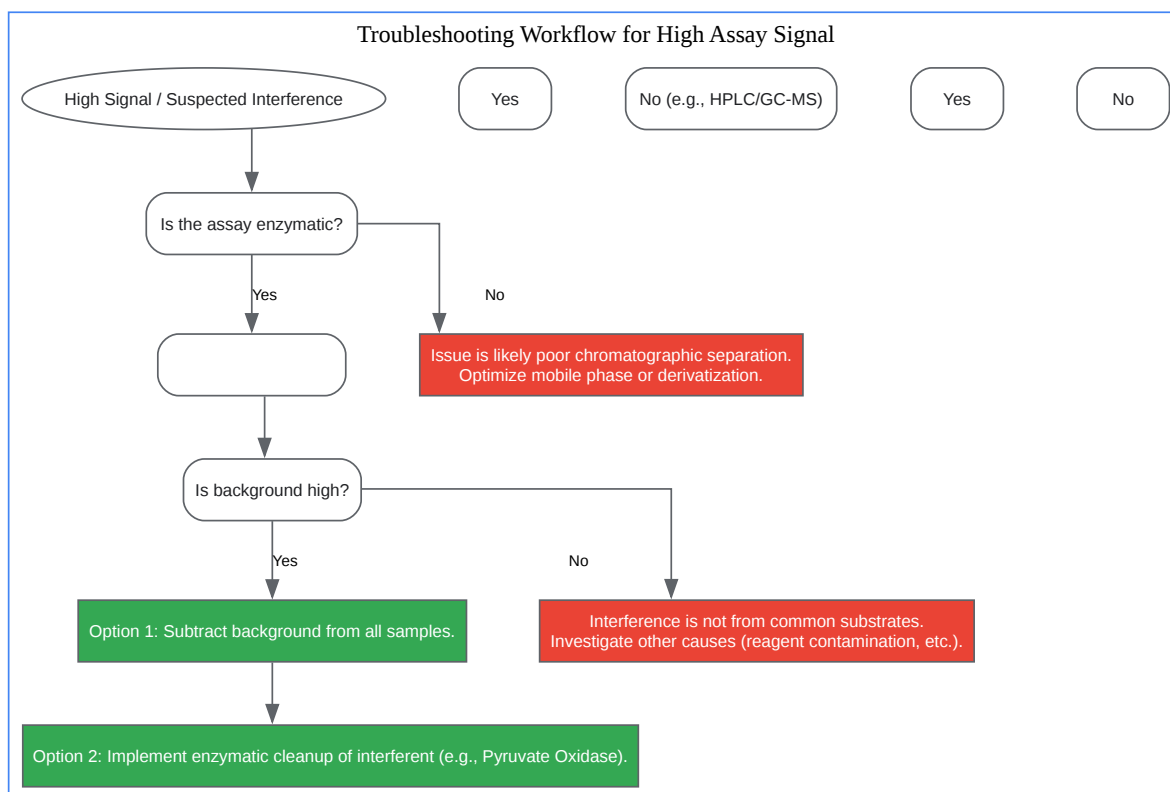 Troubleshooting Workflow for High Assay Signal
High Signal / Suspected Interference
Yes
No (e.g., HPLC/GC-MS)
Yes
No
Is the assay enzymatic?
Yes
No
Issue is likely poor chromatographic separation.
Optimize mobile phase or derivatization.
Is background high?
Yes
No
Option 1: Subtract background from all samples.
Interference is not from common substrates.
Investigate other causes (reagent contamination, etc.).
Option 2: Implement enzymatic cleanup of interferent (e.g., Pyruvate Oxidase).